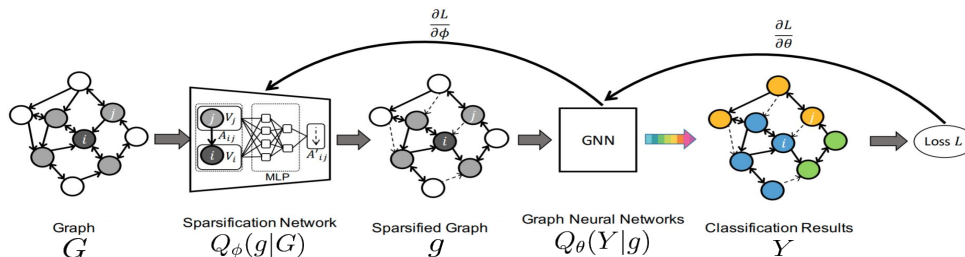 ∂L/∂ϕ
∂L/∂θ
j
i
j V_j
A_ij
i V_i
MLP
A'_ij
j
i
GNN
j
i
Loss L
Graph
G
Sparsification Network
Q_ϕ(g|G)
Sparsified Graph
g
Graph Neural Networks
Q_θ(Y|g)
Classification Results
Y